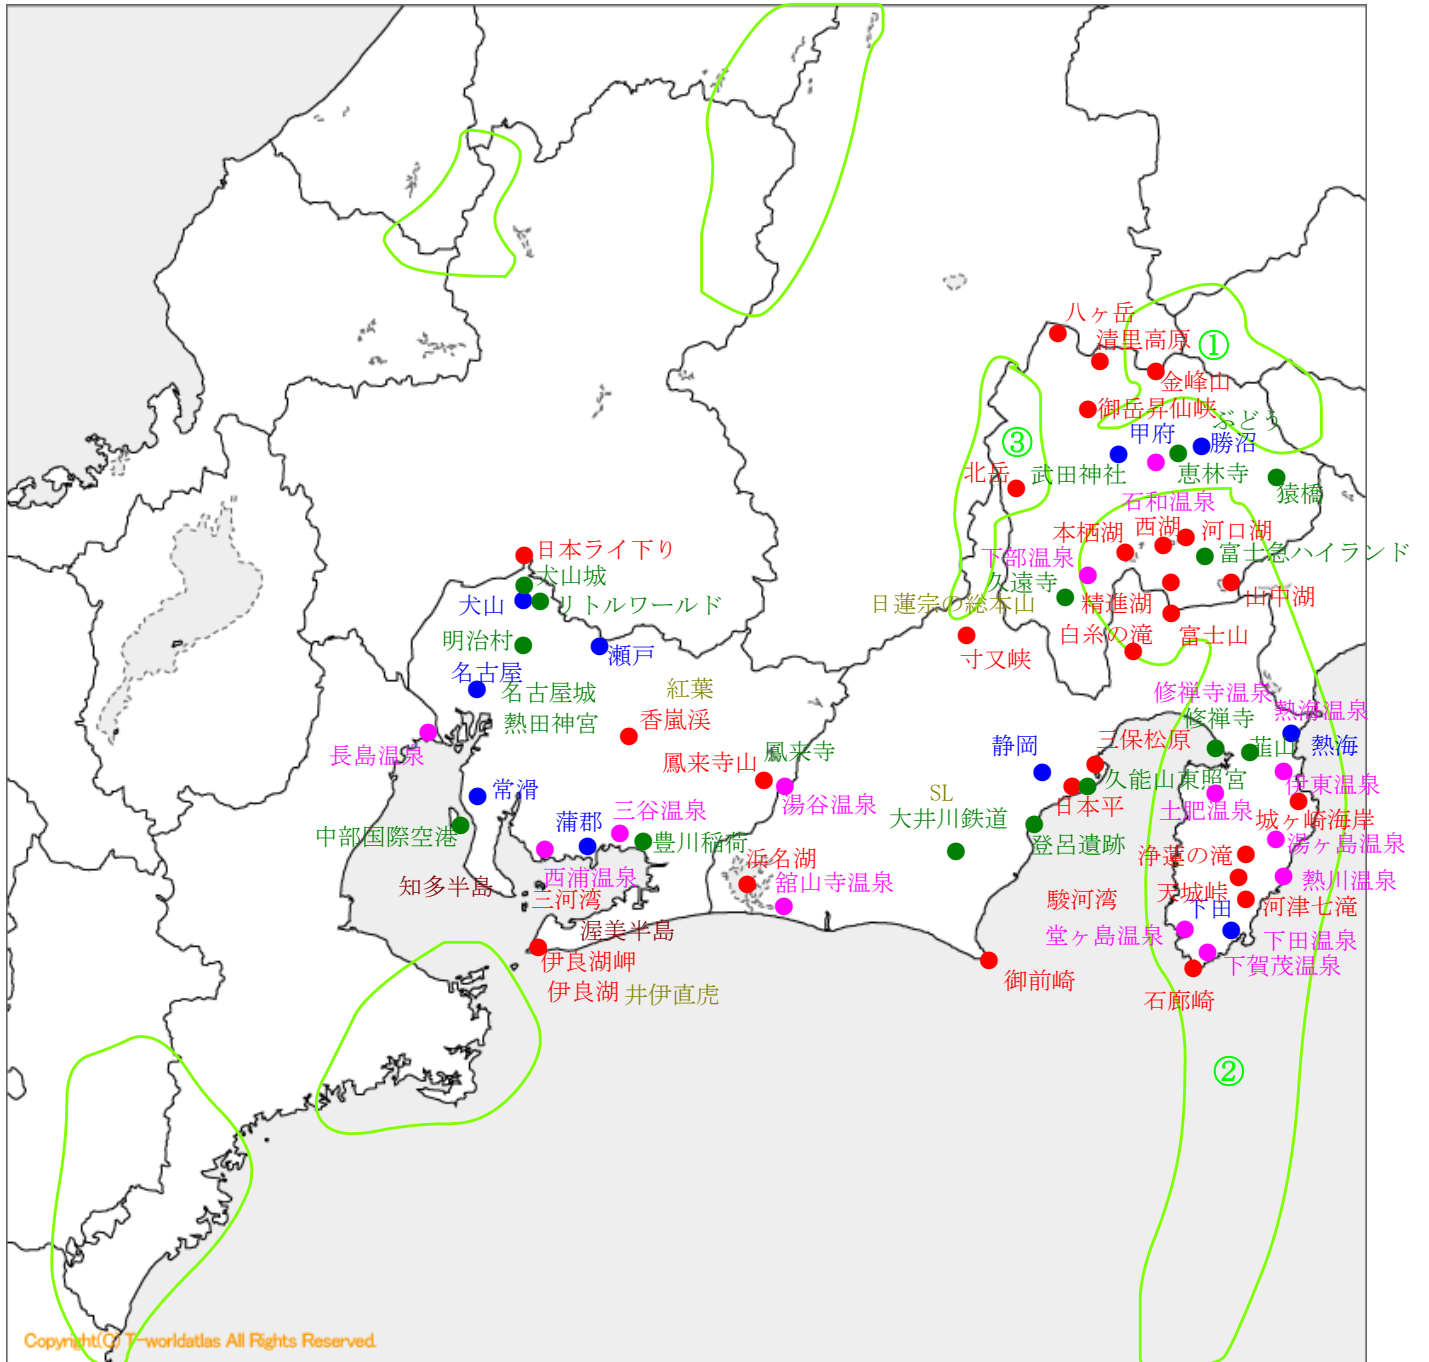 八ヶ岳
清里高原
①
金峰山
御岳昇仙峡
ぶどう
甲府
勝沼
③
北岳
武田神社
恵林寺
猿橋
石和温泉
本栖湖
西湖
河口湖
富士急ハイランド
下部温泉
久遠寺
日蓮宗の総本山
精進湖
山中湖
白糸の滝
富士山
寸又峡
日本ライ下り
犬山城
犬山
リトルワールド
明治村
瀬戸
名古屋
名古屋城
熱田神宮
紅葉
香嵐渓
長島温泉
鳳来寺山
鳳来寺
湯谷温泉
常滑
中部国際空港
蒲郡
三谷温泉
豊川稲荷
西浦温泉
知多半島
三河湾
渥美半島
伊良湖岬
伊良湖
井伊直虎
浜名湖
舘山寺温泉
静岡
三保松原
久能山東照宮
日本平
SL
大井川鉄道
登呂遺跡
駿河湾
御前崎
修禅寺温泉
修禅寺
熱海温泉
韮山
熱海
伊東温泉
土肥温泉
城ヶ崎海岸
湯ヶ島温泉
浄蓮の滝
天城峠
熱川温泉
河津七滝
下田
堂ヶ島温泉
下田温泉
下賀茂温泉
石廊崎
②
Copyright(C) T-worldatlas All Rights Reserved.